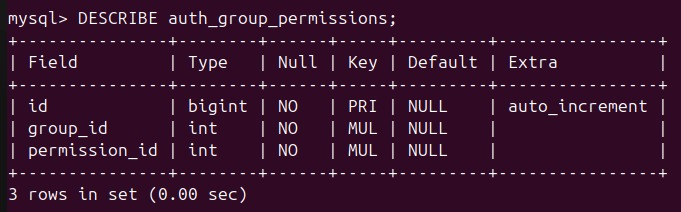 mysql> DESCRIBE auth_group_permissions;
+---------------+--------+------+-----+---------+----------------+
| Field         | Type   | Null | Key | Default | Extra          |
+---------------+--------+------+-----+---------+----------------+
| id            | bigint | NO   | PRI | NULL    | auto_increment |
| group_id      | int    | NO   | MUL | NULL    |                |
| permission_id | int    | NO   | MUL | NULL    |                |
+---------------+--------+------+-----+---------+----------------+
3 rows in set (0.00 sec)